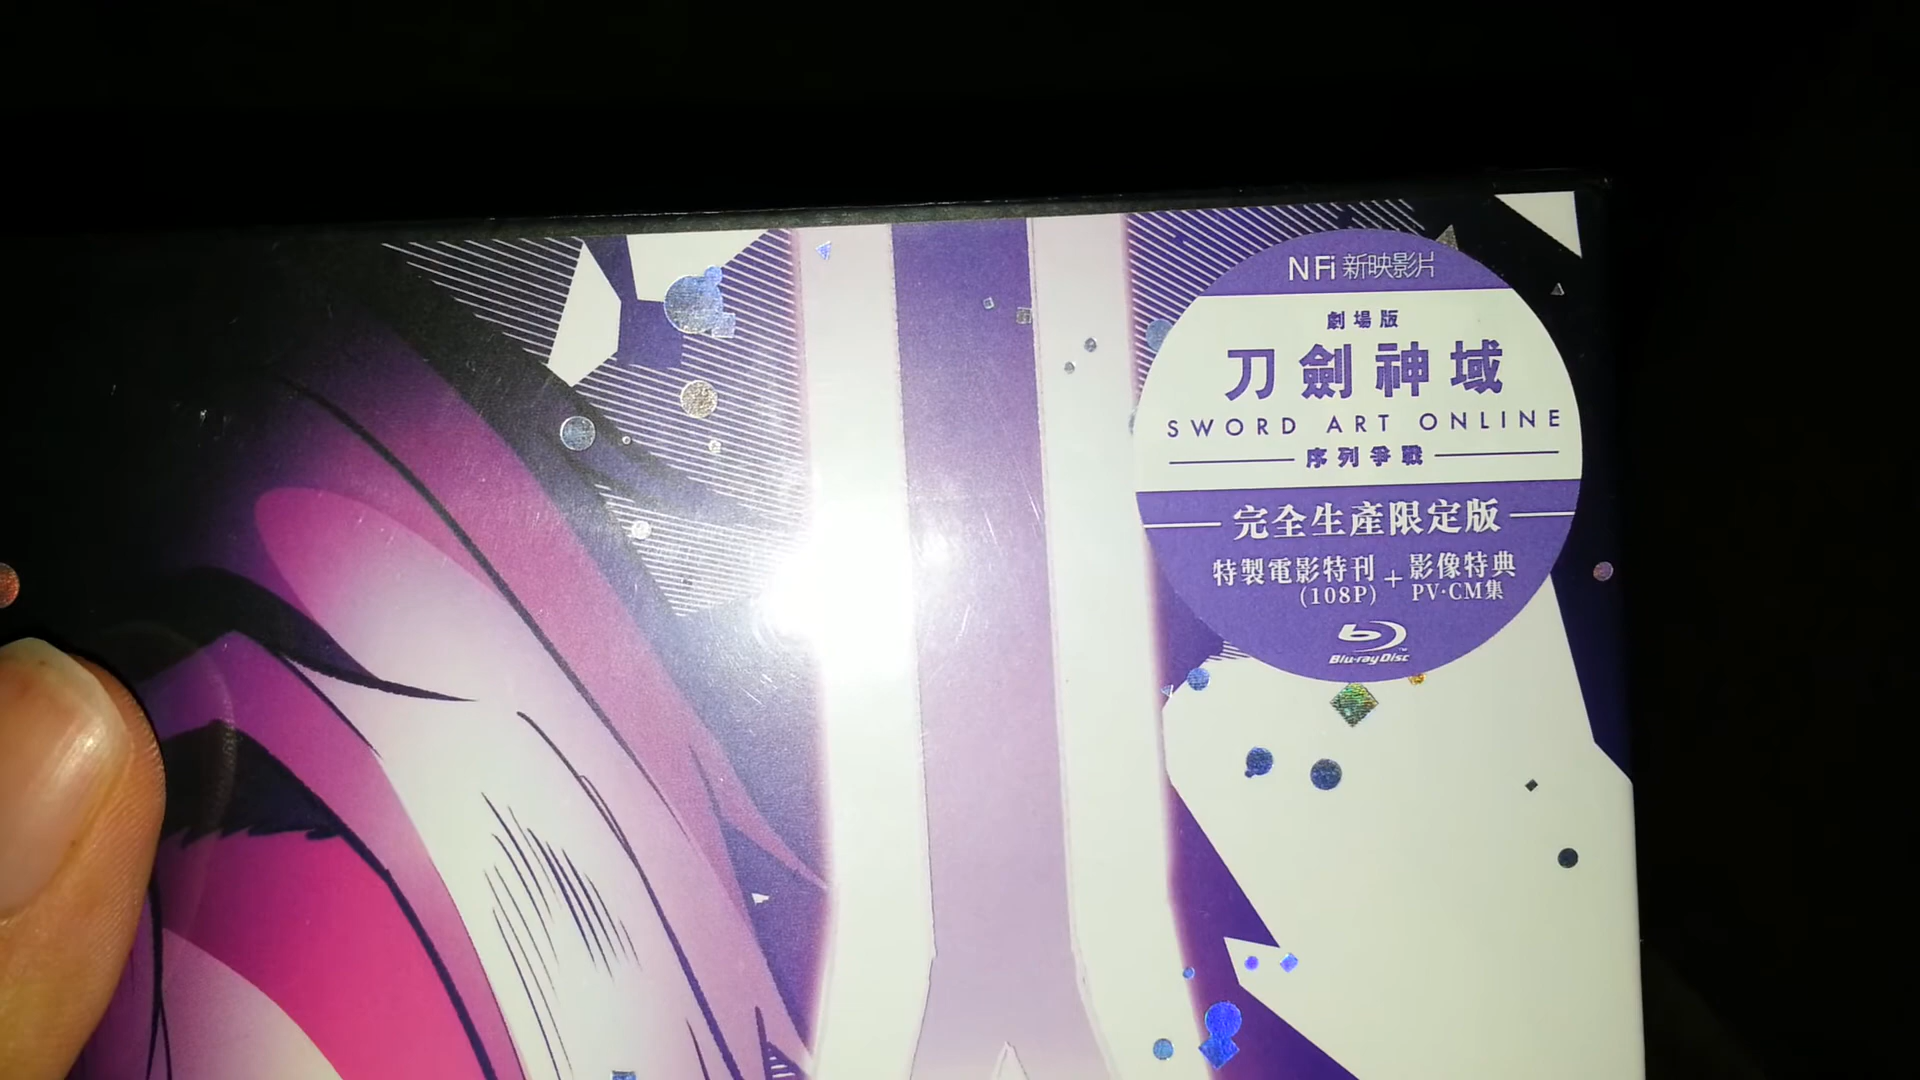 NFi 新映影片
劇場版
刀劍神域
SWORD ART ONLINE
序列爭戰
完全生產限定版
特製電影特刊 + 影像特典
(108P) PV·CM集
Blu-ray Disc™